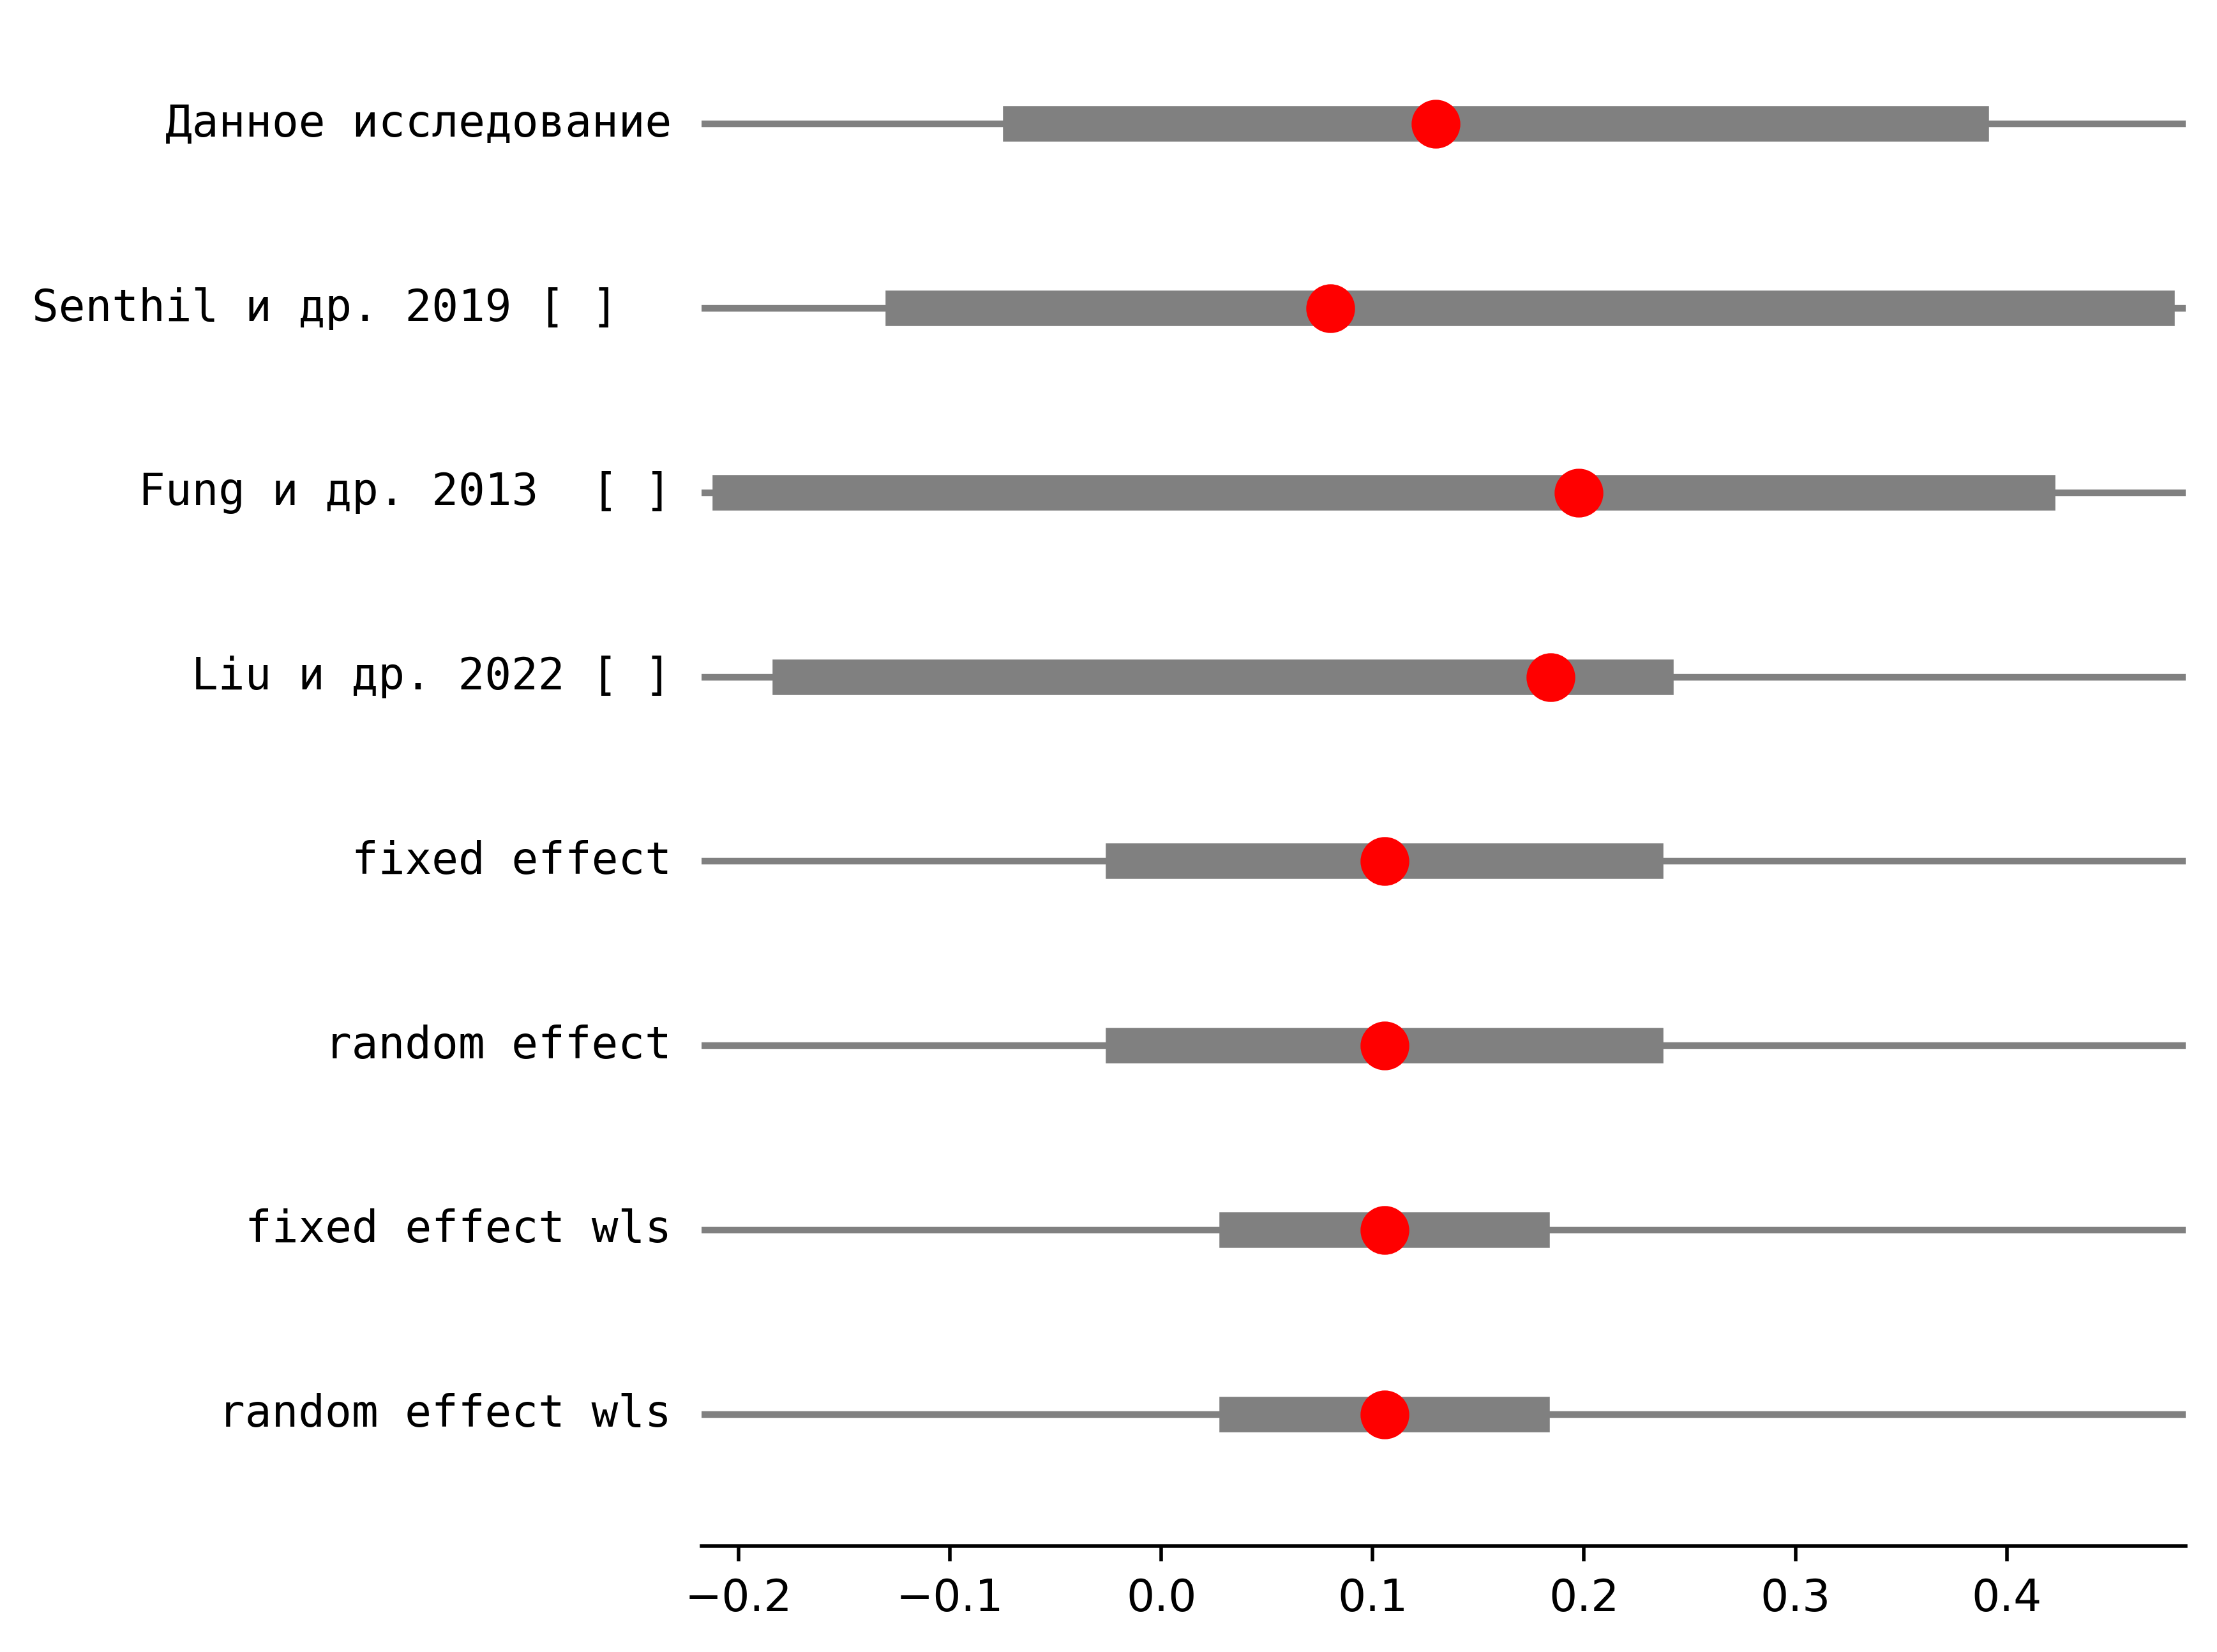 Данное исследование
Senthil и др. 2019 [ ]
Fung и др. 2013  [ ]
Liu и др. 2022 [ ]
fixed effect
random effect
fixed effect wls
random effect wls
−0.2 −0.1 0.0 0.1 0.2 0.3 0.4